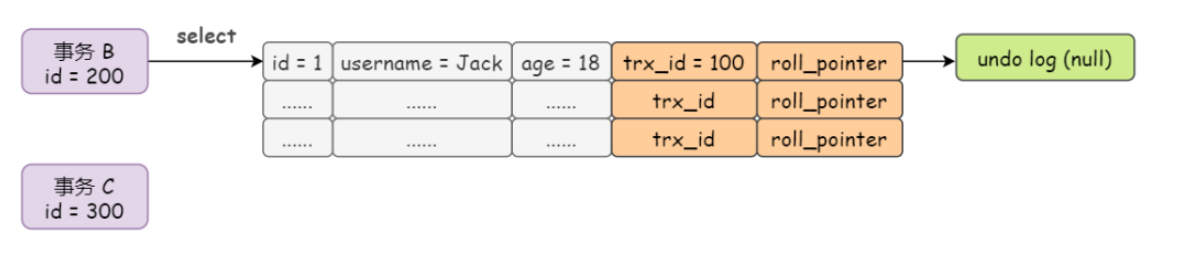 事务 B
id = 200
select
id = 1 username = Jack age = 18 trx_id = 100 roll_pointer
undo log (null)
...... ...... ...... trx_id roll_pointer
...... ...... ...... trx_id roll_pointer
事务 C
id = 300